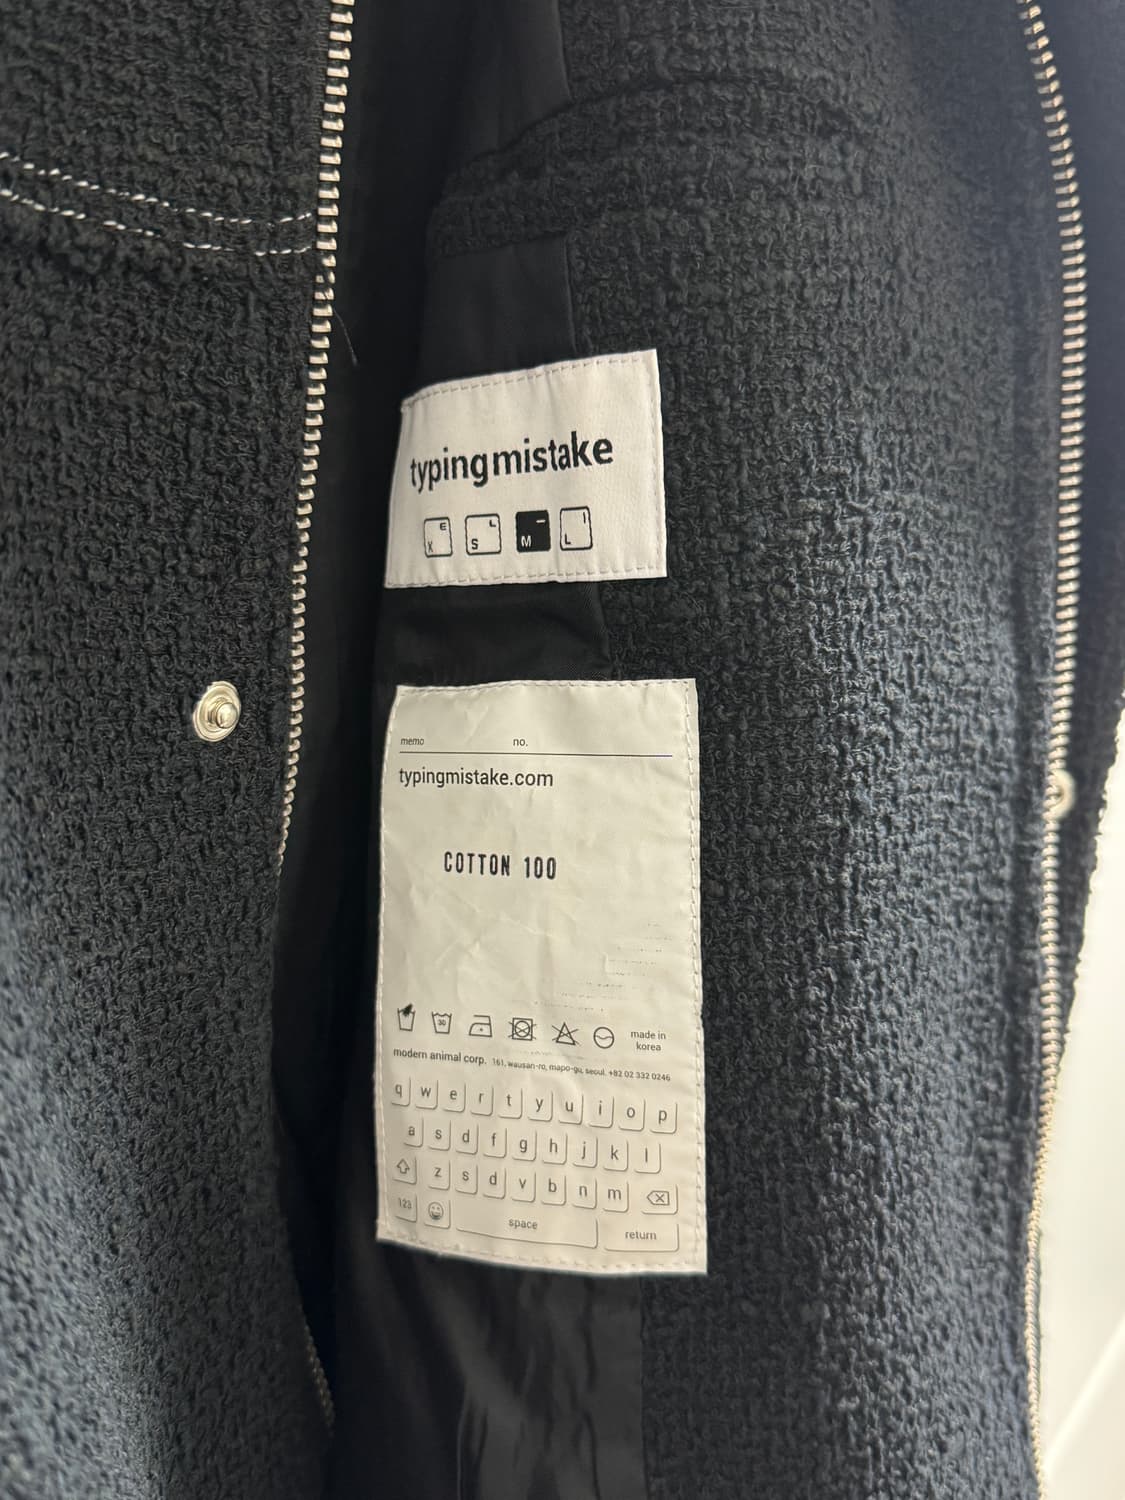 typingmistake
E L – I
X S M L
memo no.
typingmistake.com
COTTON 100
30
made in
korea
modern animal corp. 161, wausan-ro, mapo-gu, seoul. +82 02 332 0246
q w e r t y u i o p
a s d f g h j k l
z s d v b n m
123 space return